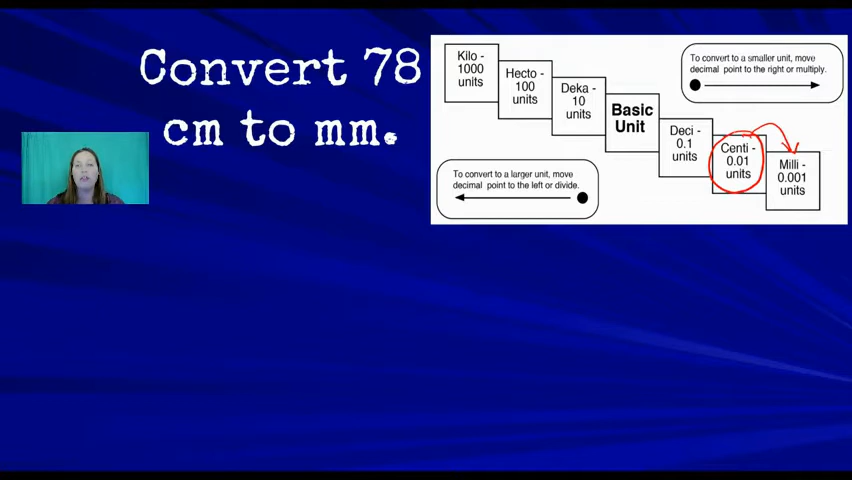 Convert 78
cm to mm.
Kilo -
1000
units
Hecto -
100
units
Deka -
10
units
Basic
Unit
Deci -
0.1
units
Centi -
0.01
units
Milli -
0.001
units
To convert to a smaller unit, move
decimal point to the right or multiply.
To convert to a larger unit, move
decimal point to the left or divide.